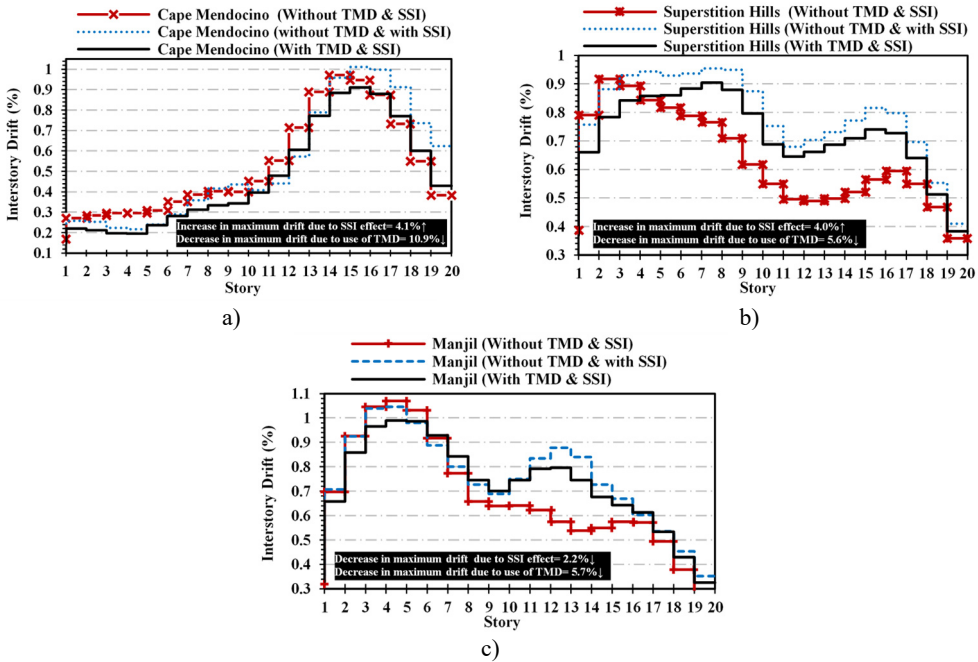 Cape Mendocino (Without TMD & SSI)
Cape Mendocino (without TMD & with SSI)
Cape Mendocino (With TMD & SSI)
Interstory Drift (%)
1
0.9
0.8
0.7
0.6
0.5
0.4
0.3
0.2
0.1
Increase in maximum drift due to SSI effect= 4.1%↑
Decrease in maximum drift due to use of TMD= 10.9%↓
1 2 3 4 5 6 7 8 9 10 11 12 13 14 15 16 17 18 19 20
Story
a)
Superstition Hills (Without TMD & SSI)
Superstition Hills (Without TMD & with SSI)
Superstition Hills (With TMD & SSI)
Interstory Drift (%)
1
0.9
0.8
0.7
0.6
0.5
0.4
0.3
Increase in maximum drift due to SSI effect= 4.0%↑
Decrease in maximum drift due to use of TMD= 5.6%↓
1 2 3 4 5 6 7 8 9 10 11 12 13 14 15 16 17 18 19 20
Story
b)
Manjil (Without TMD & SSI)
Manjil (Without TMD & with SSI)
Manjil (With TMD & SSI)
Interstory Drift (%)
1.1
1
0.9
0.8
0.7
0.6
0.5
0.4
0.3
Decrease in maximum drift due to SSI effect= 2.2%↓
Decrease in maximum drift due to use of TMD= 5.7%↓
1 2 3 4 5 6 7 8 9 10 11 12 13 14 15 16 17 18 19 20
Story
c)